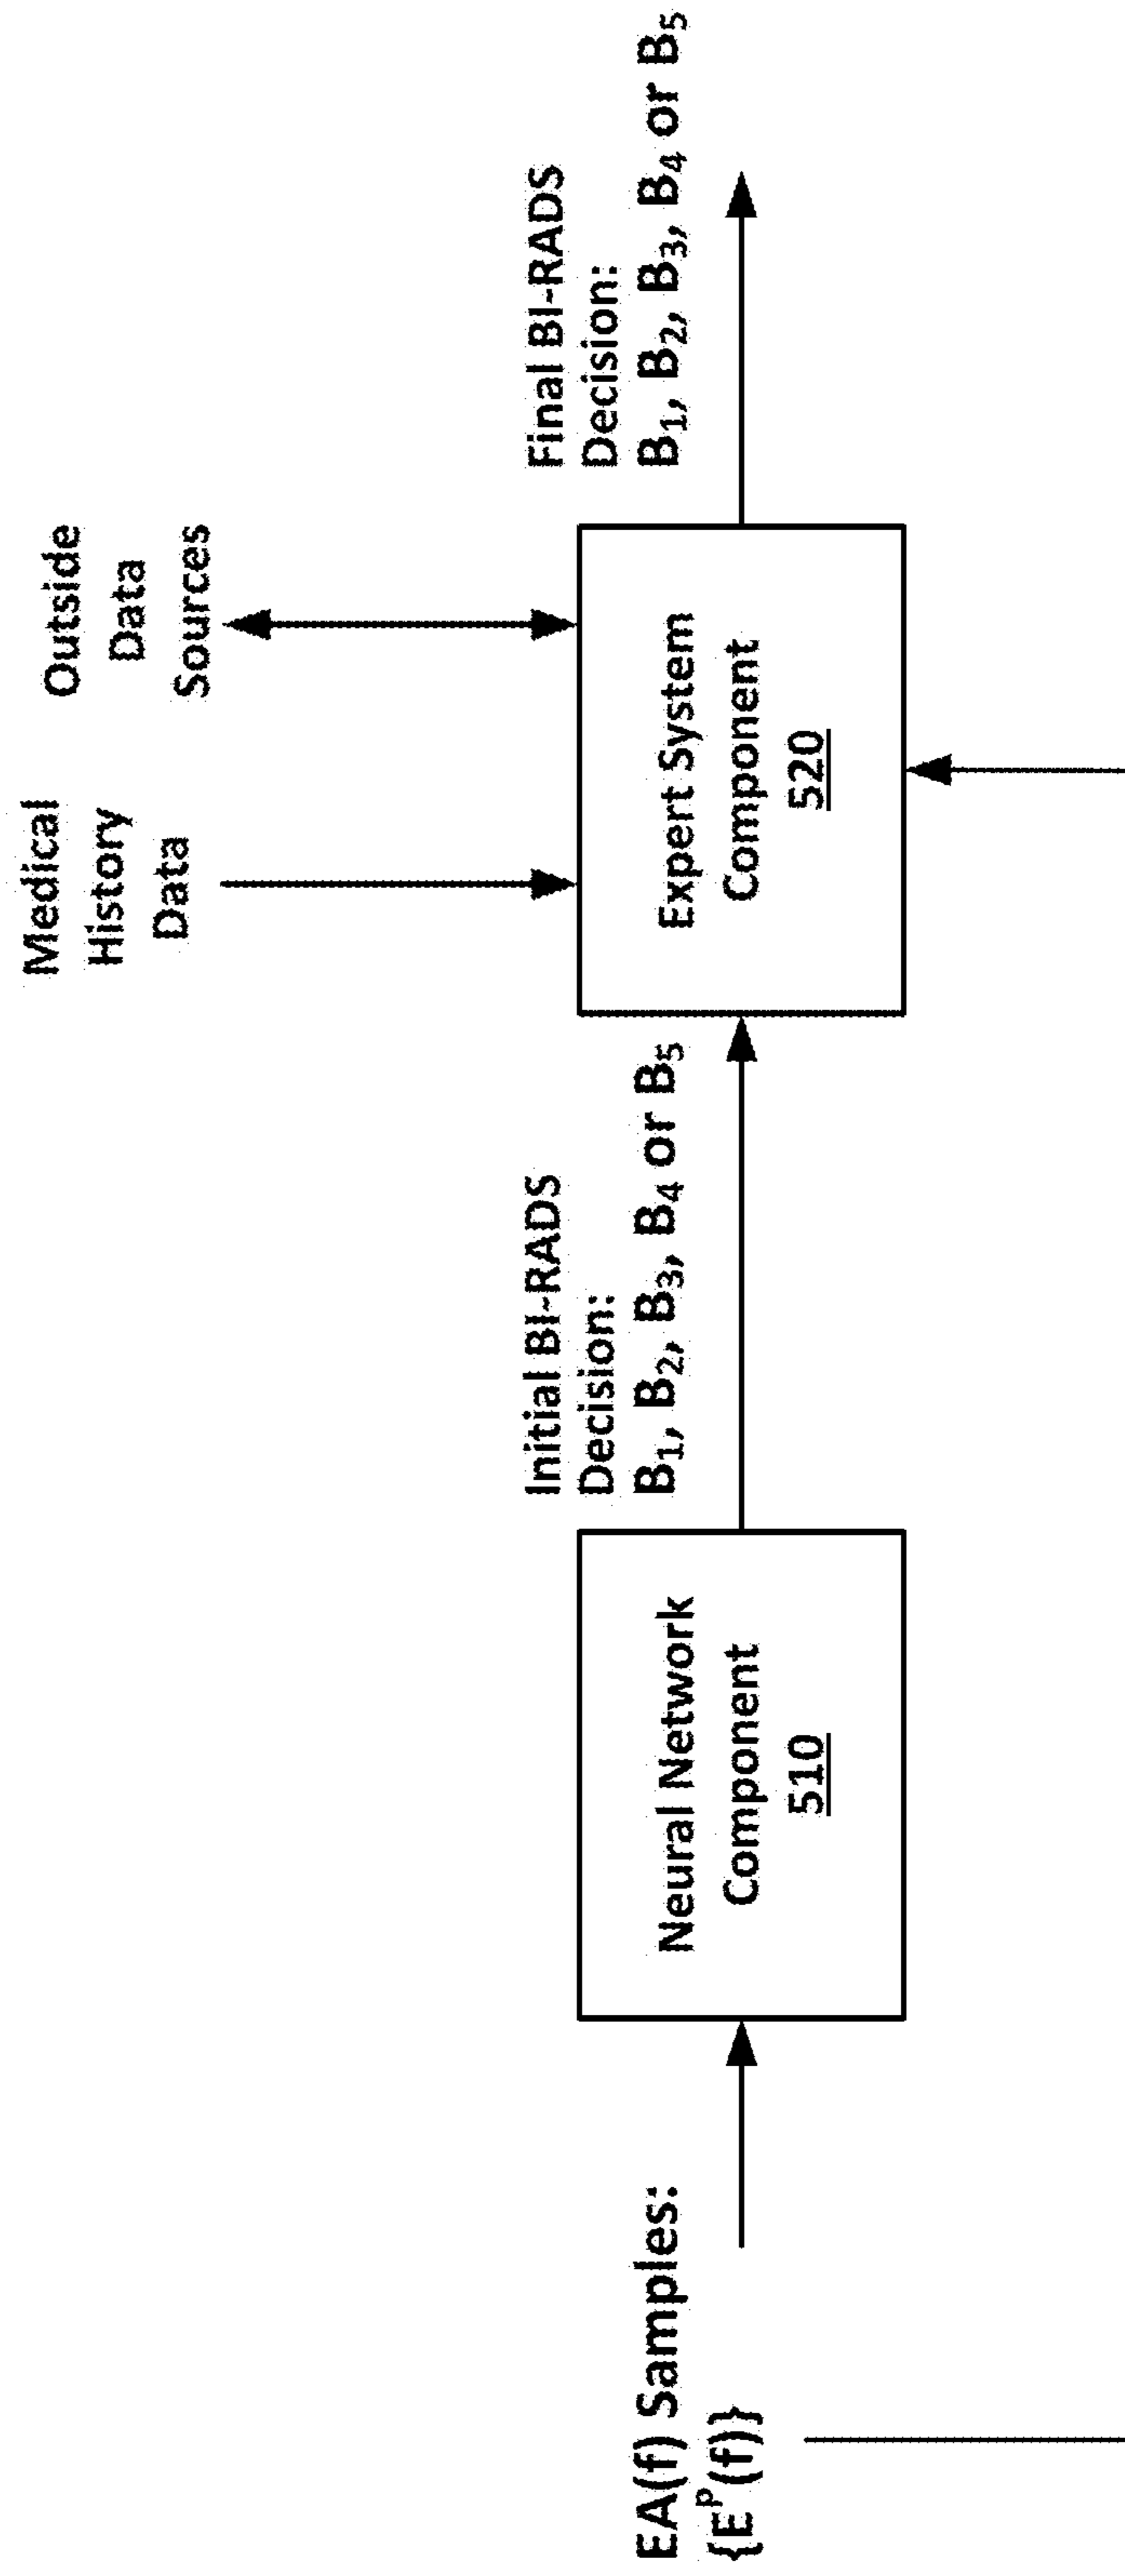 EA(f) Samples:
{E^p(f)}
Neural Network
Component
510
Initial BI-RADS
Decision:
B₁, B₂, B₃, B₄ or B₅
Medical
History
Data
Outside
Data
Sources
Expert System
Component
520
Final BI-RADS
Decision:
B₁, B₂, B₃, B₄ or B₅